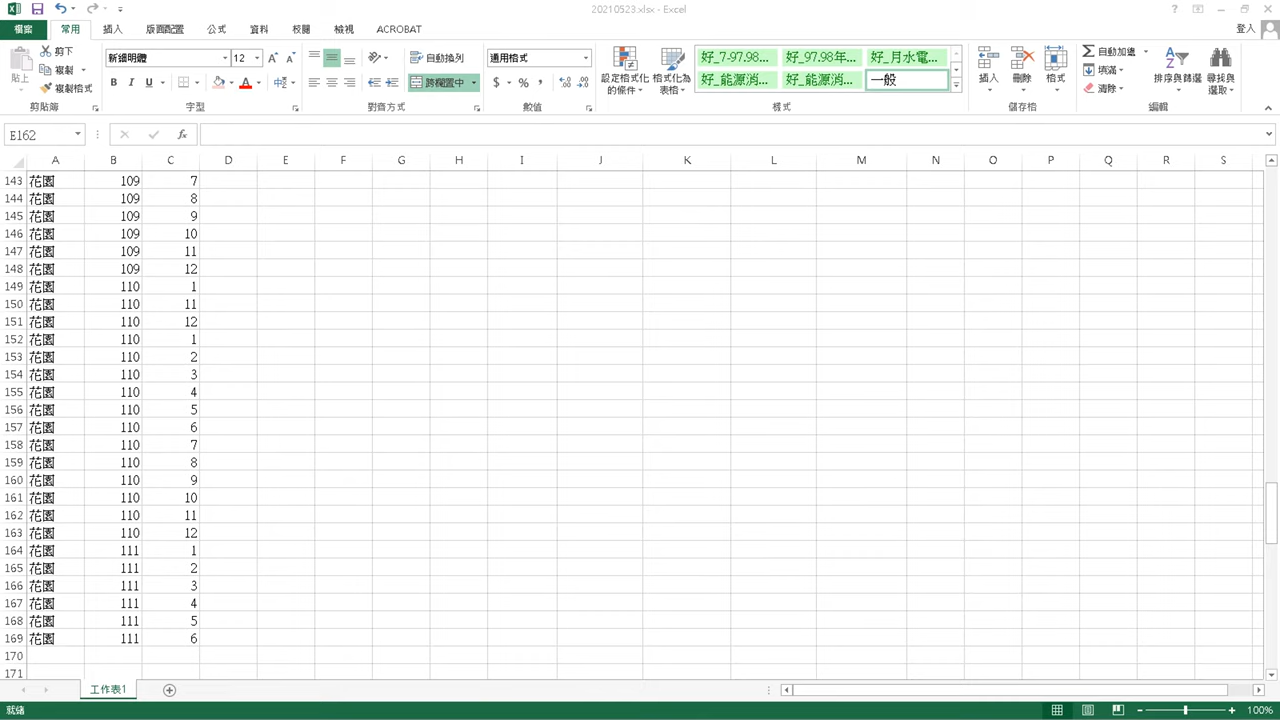 20210523.xlsx - Excel
登入
檔案 常用 插入 版面配置 公式 資料 校閱 檢視 ACROBAT
貼上 剪下 複製 複製格式 剪貼簿
新細明體 12 B I U 字型
自動換列 跨欄置中 對齊方式
通用格式 $ % , 數值
設定格式化的條件 格式化為表格
好_7-97.98... 好_97.98年... 好_月水電...
好_能源消... 好_能源消... 一般
樣式
插入 刪除 格式 儲存格
自動加總 填滿 清除 排序與篩選 尋找與選取 編輯
E162 fx
A B C D E F G H I J K L M N O P Q R S
143 花園 109 7
144 花園 109 8
145 花園 109 9
146 花園 109 10
147 花園 109 11
148 花園 109 12
149 花園 110 1
150 花園 110 11
151 花園 110 12
152 花園 110 1
153 花園 110 2
154 花園 110 3
155 花園 110 4
156 花園 110 5
157 花園 110 6
158 花園 110 7
159 花園 110 8
160 花園 110 9
161 花園 110 10
162 花園 110 11
163 花園 110 12
164 花園 111 1
165 花園 111 2
166 花園 111 3
167 花園 111 4
168 花園 111 5
169 花園 111 6
170
171
工作表1
就緒 100%